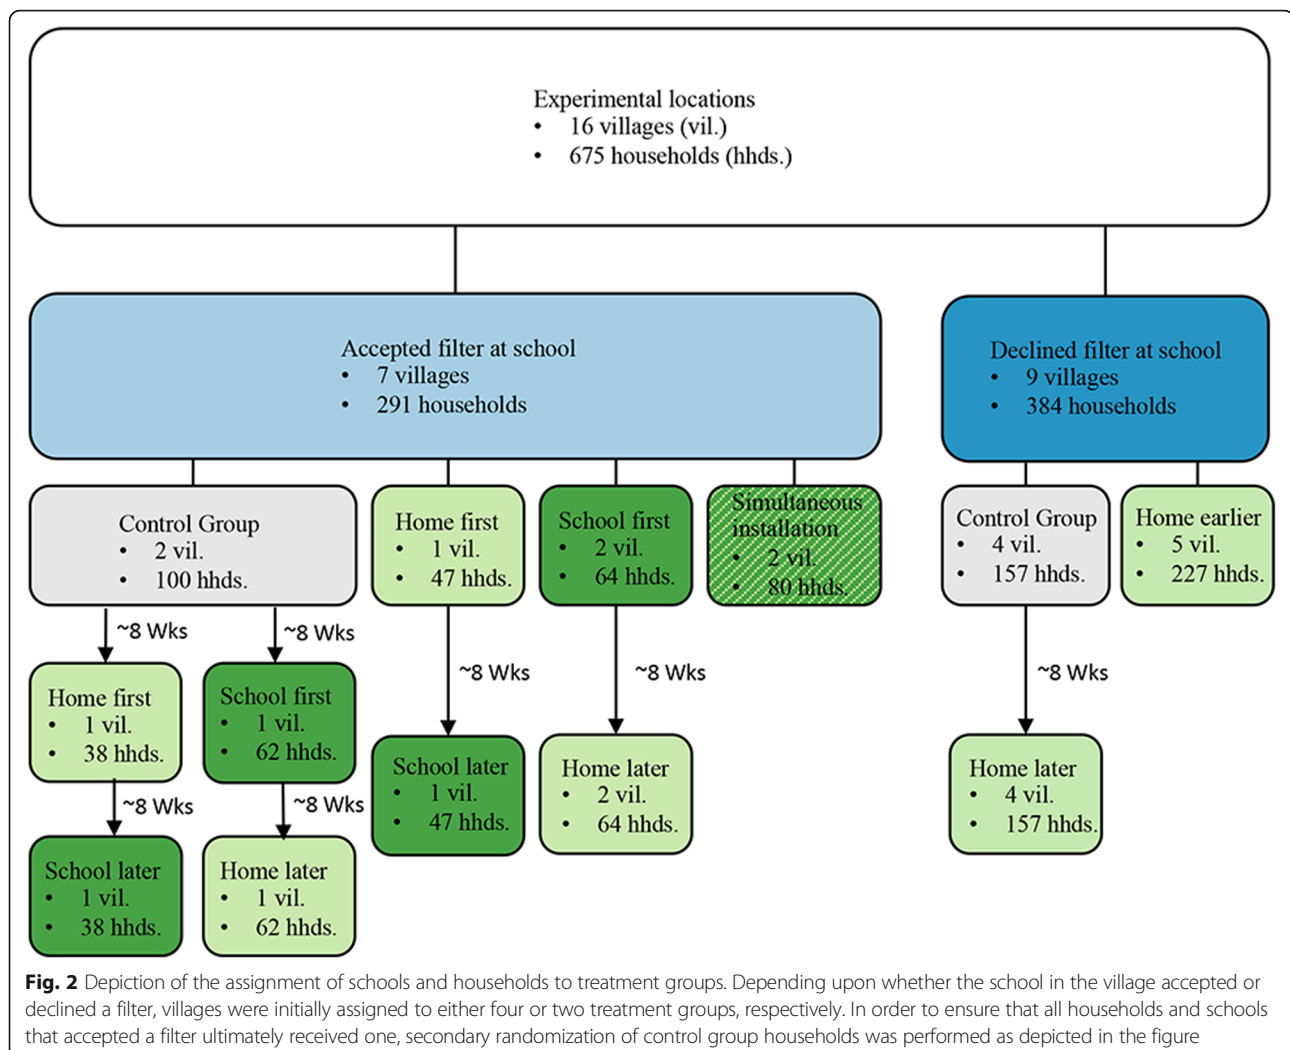 Experimental locations
• 16 villages (vil.)
• 675 households (hhds.)
Accepted filter at school
• 7 villages
• 291 households
Declined filter at school
• 9 villages
• 384 households
Control Group
• 2 vil.
• 100 hhds.
Home first
• 1 vil.
• 47 hhds.
School first
• 2 vil.
• 64 hhds.
Simultaneous
installation
• 2 vil.
• 80 hhds.
Control Group
• 4 vil.
• 157 hhds.
Home earlier
• 5 vil.
• 227 hhds.
~8 Wks
~8 Wks
~8 Wks
~8 Wks
~8 Wks
Home first
• 1 vil.
• 38 hhds.
School first
• 1 vil.
• 62 hhds.
School later
• 1 vil.
• 47 hhds.
Home later
• 2 vil.
• 64 hhds.
Home later
• 4 vil.
• 157 hhds.
~8 Wks
~8 Wks
School later
• 1 vil.
• 38 hhds.
Home later
• 1 vil.
• 62 hhds.
Fig. 2 Depiction of the assignment of schools and households to treatment groups. Depending upon whether the school in the village accepted or
declined a filter, villages were initially assigned to either four or two treatment groups, respectively. In order to ensure that all households and schools
that accepted a filter ultimately received one, secondary randomization of control group households was performed as depicted in the figure